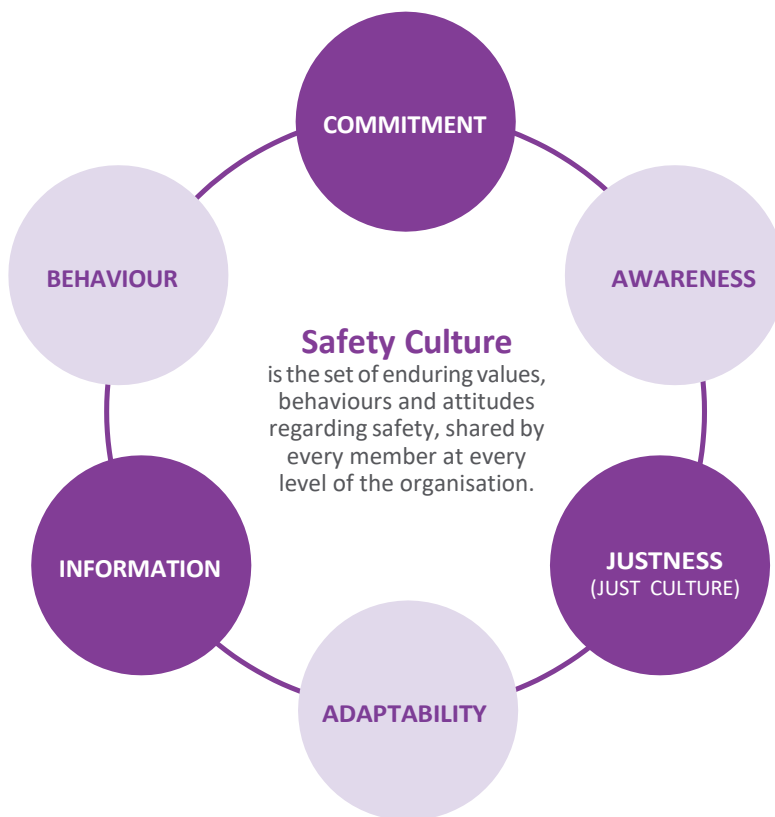 COMMITMENT
BEHAVIOUR
AWARENESS
Safety Culture
is the set of enduring values,
behaviours and attitudes
regarding safety, shared by
every member at every
level of the organisation.
INFORMATION
JUSTNESS
(JUST CULTURE)
ADAPTABILITY